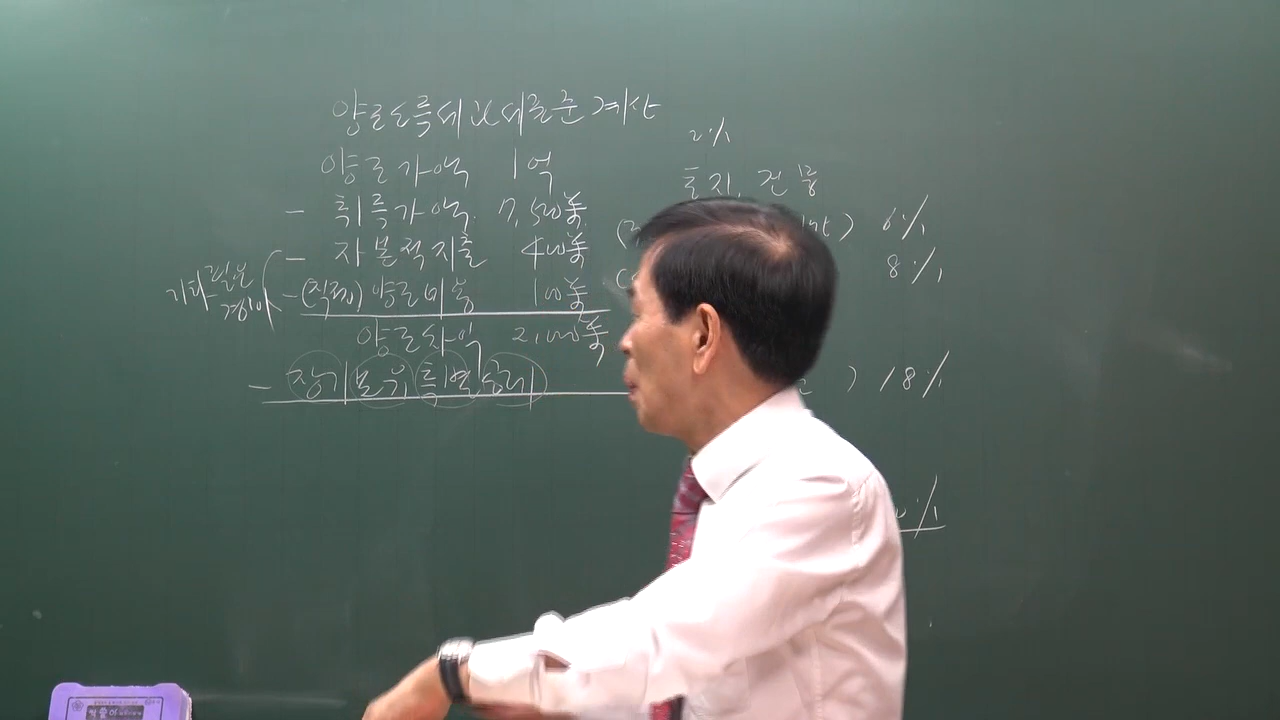 양도소득세 과세표준 계산
양도가액 1억
- 취득가액 7,500만
- 자본적지출 400만
기타필요경비
- (직접) 양도비용 100만
양도차익 2,000만
- 장기보유특별공제
2%
토지, 건물
6%
8%
) 18%